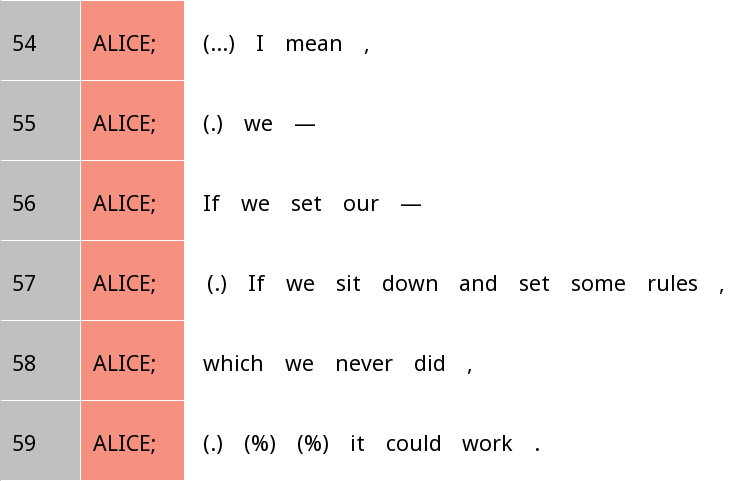 54 ALICE; (...) I mean ,
55 ALICE; (.) we —
56 ALICE; If we set our —
57 ALICE; (.) If we sit down and set some rules ,
58 ALICE; which we never did ,
59 ALICE; (.) (%) (%) it could work .